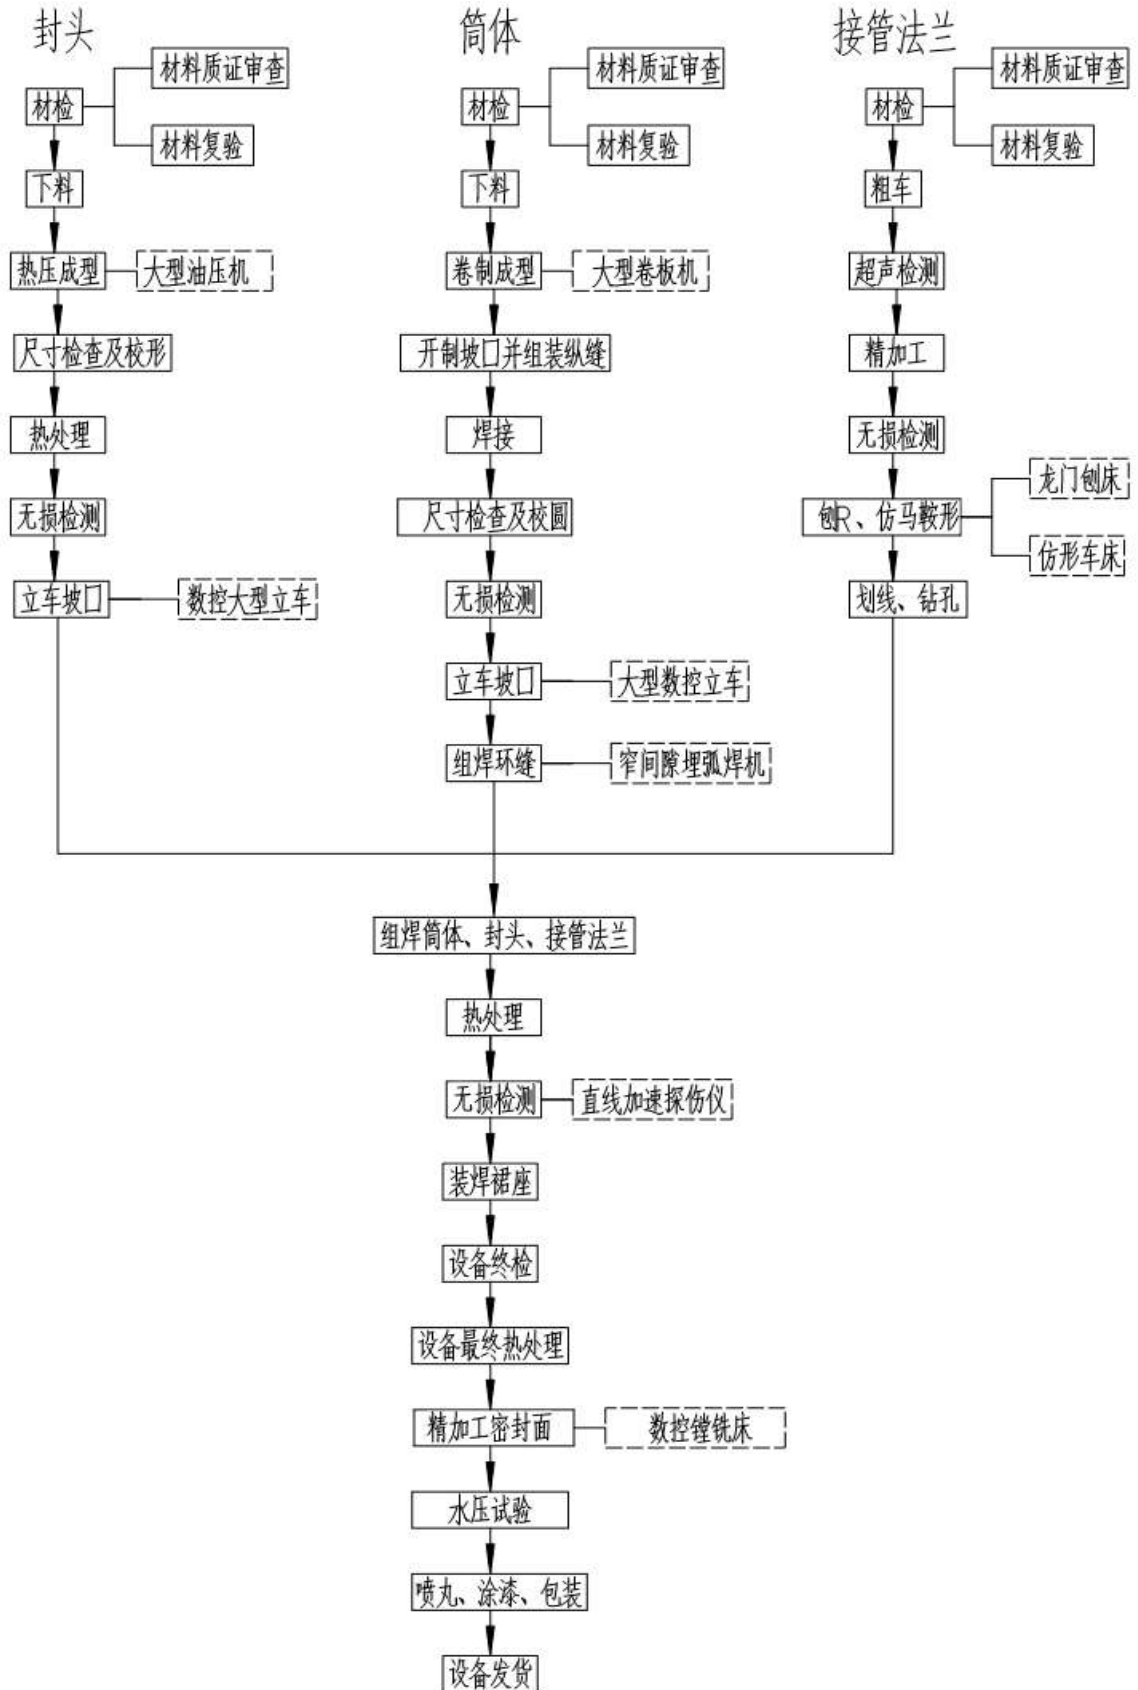 封头
筒体
接管法兰
材料质证审查
材料质证审查
材料质证审查
材检
材检
材检
材料复验
材料复验
材料复验
下料
下料
粗车
热压成型
大型油压机
卷制成型
大型卷板机
超声检测
尺寸检查及校形
开制坡口并组装纵缝
精加工
热处理
焊接
无损检测
龙门刨床
无损检测
尺寸检查及校圆
刨R、仿马鞍形
仿形车床
立车坡口
数控大型立车
无损检测
划线、钻孔
立车坡口
大型数控立车
组焊环缝
窄间隙埋弧焊机
组焊筒体、封头、接管法兰
热处理
无损检测
直线加速探伤仪
装焊裙座
设备终检
设备最终热处理
精加工密封面
数控镗铣床
水压试验
喷丸、涂漆、包装
设备发货